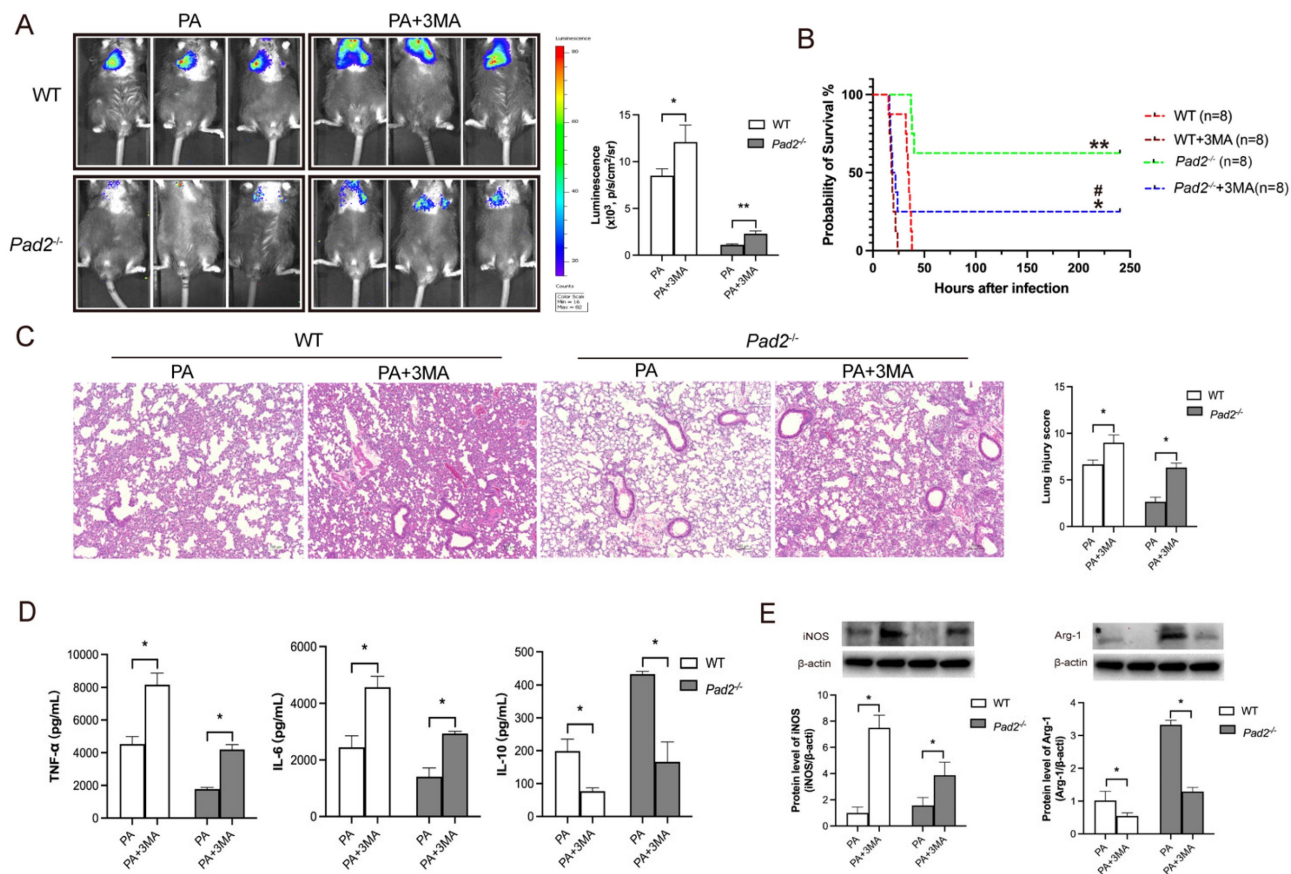 A
PA
PA+3MA
WT
Pad2-/-
Luminescence
80
60
40
30
20
Counts
Color Scale
Min = 16
Max = 82
Luminescence
(x10³, p/s/cm²/sr)
15
10
5
0
*
**
PA
PA+3MA
PA
PA+3MA
WT
Pad2-/-
B
Probability of Survival %
100
50
0
0
50
100
150
200
250
Hours after infection
**
#
*
WT (n=8)
WT+3MA (n=8)
Pad2-/- (n=8)
Pad2-/-+3MA(n=8)
C
WT
Pad2-/-
PA
PA+3MA
PA
PA+3MA
Lung injury score
15
10
5
0
*
*
PA
PA+3MA
PA
PA+3MA
WT
Pad2-/-
D
TNF-α (pg/mL)
10000
8000
6000
4000
2000
0
*
*
PA
PA+3MA
PA
PA+3MA
IL-6 (pg/mL)
6000
4000
2000
0
*
*
PA
PA+3MA
PA
PA+3MA
IL-10 (pg/mL)
500
400
300
200
100
0
*
*
PA
PA+3MA
PA
PA+3MA
WT
Pad2-/-
E
iNOS
β-actin
Protein level of iNOS
(iNOS/β-acti)
10
8
6
4
2
0
*
*
PA
PA+3MA
PA
PA+3MA
WT
Pad2-/-
Arg-1
β-actin
Protein level of Arg-1
(Arg-1/β-acti)
4
3
2
1
0
*
*
PA
PA+3MA
PA
PA+3MA
WT
Pad2-/-